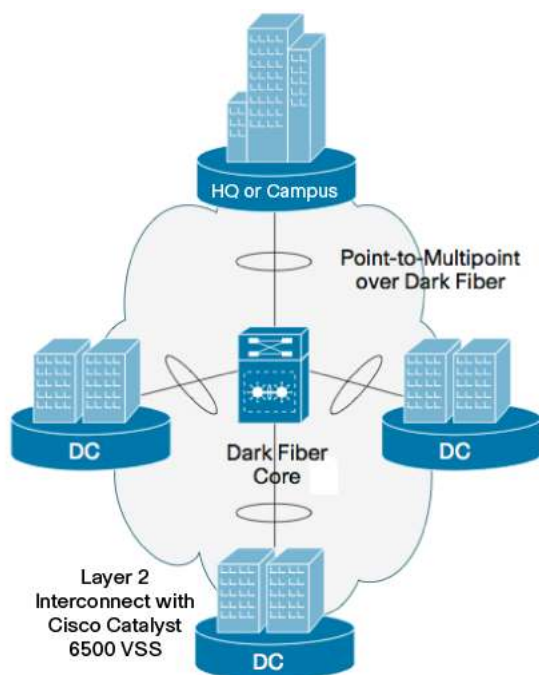 HQ or Campus
Point-to-Multipoint
over Dark Fiber
DC
DC
Dark Fiber
Core
Layer 2
Interconnect with
Cisco Catalyst
6500 VSS
DC